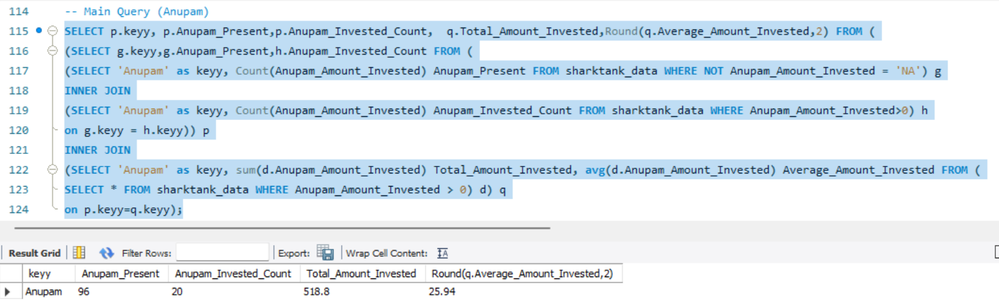 114 -- Main Query (Anupam)
115 SELECT p.keyy, p.Anupam_Present,p.Anupam_Invested_Count,  q.Total_Amount_Invested,Round(q.Average_Amount_Invested,2) FROM (
116 (SELECT g.keyy,g.Anupam_Present,h.Anupam_Invested_Count FROM (
117 (SELECT 'Anupam' as keyy, Count(Anupam_Amount_Invested) Anupam_Present FROM sharktank_data WHERE NOT Anupam_Amount_Invested = 'NA') g
118 INNER JOIN
119 (SELECT 'Anupam' as keyy, Count(Anupam_Amount_Invested) Anupam_Invested_Count FROM sharktank_data WHERE Anupam_Amount_Invested>0) h
120 on g.keyy = h.keyy)) p
121 INNER JOIN
122 (SELECT 'Anupam' as keyy, sum(d.Anupam_Amount_Invested) Total_Amount_Invested, avg(d.Anupam_Amount_Invested) Average_Amount_Invested FROM (
123 SELECT * FROM sharktank_data WHERE Anupam_Amount_Invested > 0) d) q
124 on p.keyy=q.keyy);
Result Grid Filter Rows: Export: Wrap Cell Content:
keyy Anupam_Present Anupam_Invested_Count Total_Amount_Invested Round(q.Average_Amount_Invested,2)
Anupam 96 20 518.8 25.94